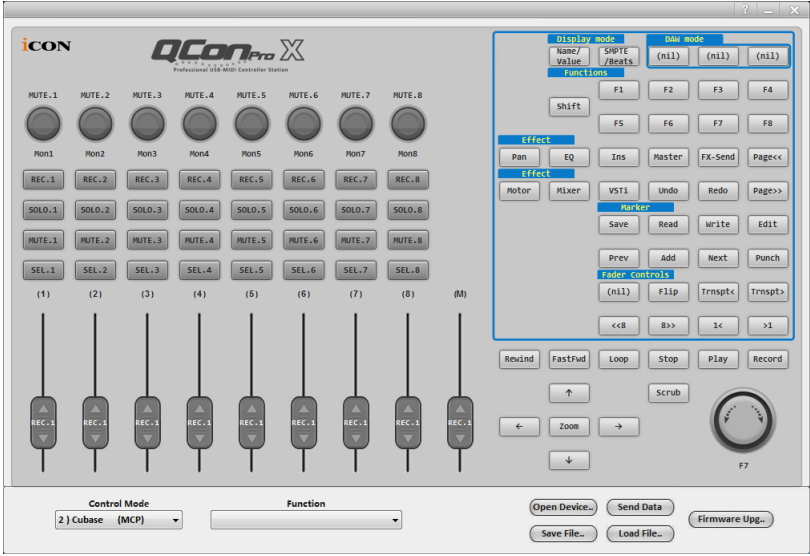 ? — X
iCON
QConPro X
Professional USB-MIDI Controller Station
Display mode DAW mode
Name/ Value SMPTE /Beats (nil) (nil) (nil)
Functions
Shift F1 F2 F3 F4
F5 F6 F7 F8
Effect
Pan EQ Ins Master FX-Send Page<<
Effect
Motor Mixer VSTi Undo Redo Page>>
Marker
Save Read Write Edit
Prev Add Next Punch
Fader Controls
(nil) Flip Trnspt< Trnspt>
<<8 8>> 1< >1
MUTE.1 MUTE.2 MUTE.3 MUTE.4 MUTE.5 MUTE.6 MUTE.7 MUTE.8
Mon1 Mon2 Mon3 Mon4 Mon5 Mon6 Mon7 Mon8
REC.1 REC.2 REC.3 REC.4 REC.5 REC.6 REC.7 REC.8
SOLO.1 SOLO.2 SOLO.3 SOLO.4 SOLO.5 SOLO.6 SOLO.7 SOLO.8
MUTE.1 MUTE.2 MUTE.3 MUTE.4 MUTE.5 MUTE.6 MUTE.7 MUTE.8
SEL.1 SEL.2 SEL.3 SEL.4 SEL.5 SEL.6 SEL.7 SEL.8
(1) (2) (3) (4) (5) (6) (7) (8) (M)
REC.1 REC.1 REC.1 REC.1 REC.1 REC.1 REC.1 REC.1 REC.1
Rewind FastFwd Loop Stop Play Record
↑ Scrub
← Zoom →
↓
F7
Control Mode Function
2 ) Cubase (MCP)
Open Device.. Send Data
Save File.. Load File..
Firmware Upg..